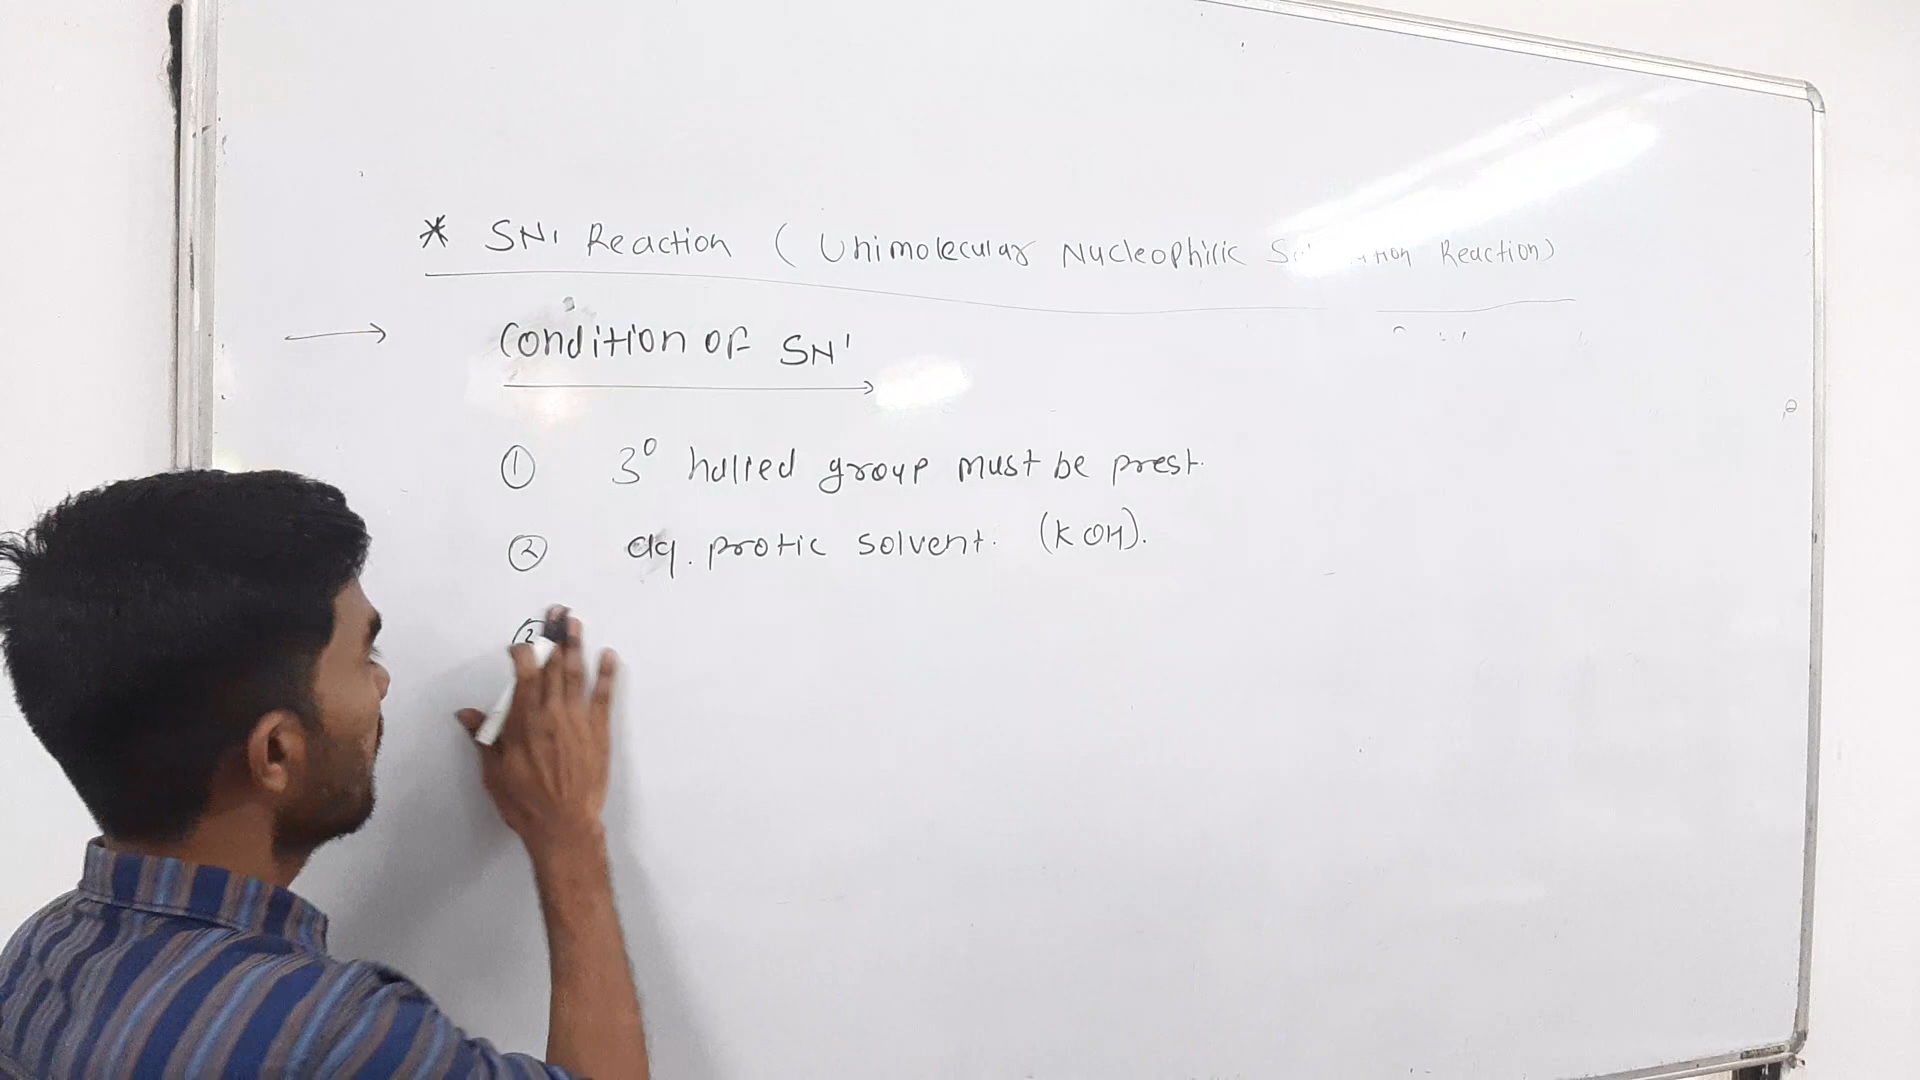 * SN1 Reaction ( Unimolecular Nucleophilic Reaction)
→ Condition of SN1
① 3° halied group must be prest.
② aq. protic solvent. (KOH).